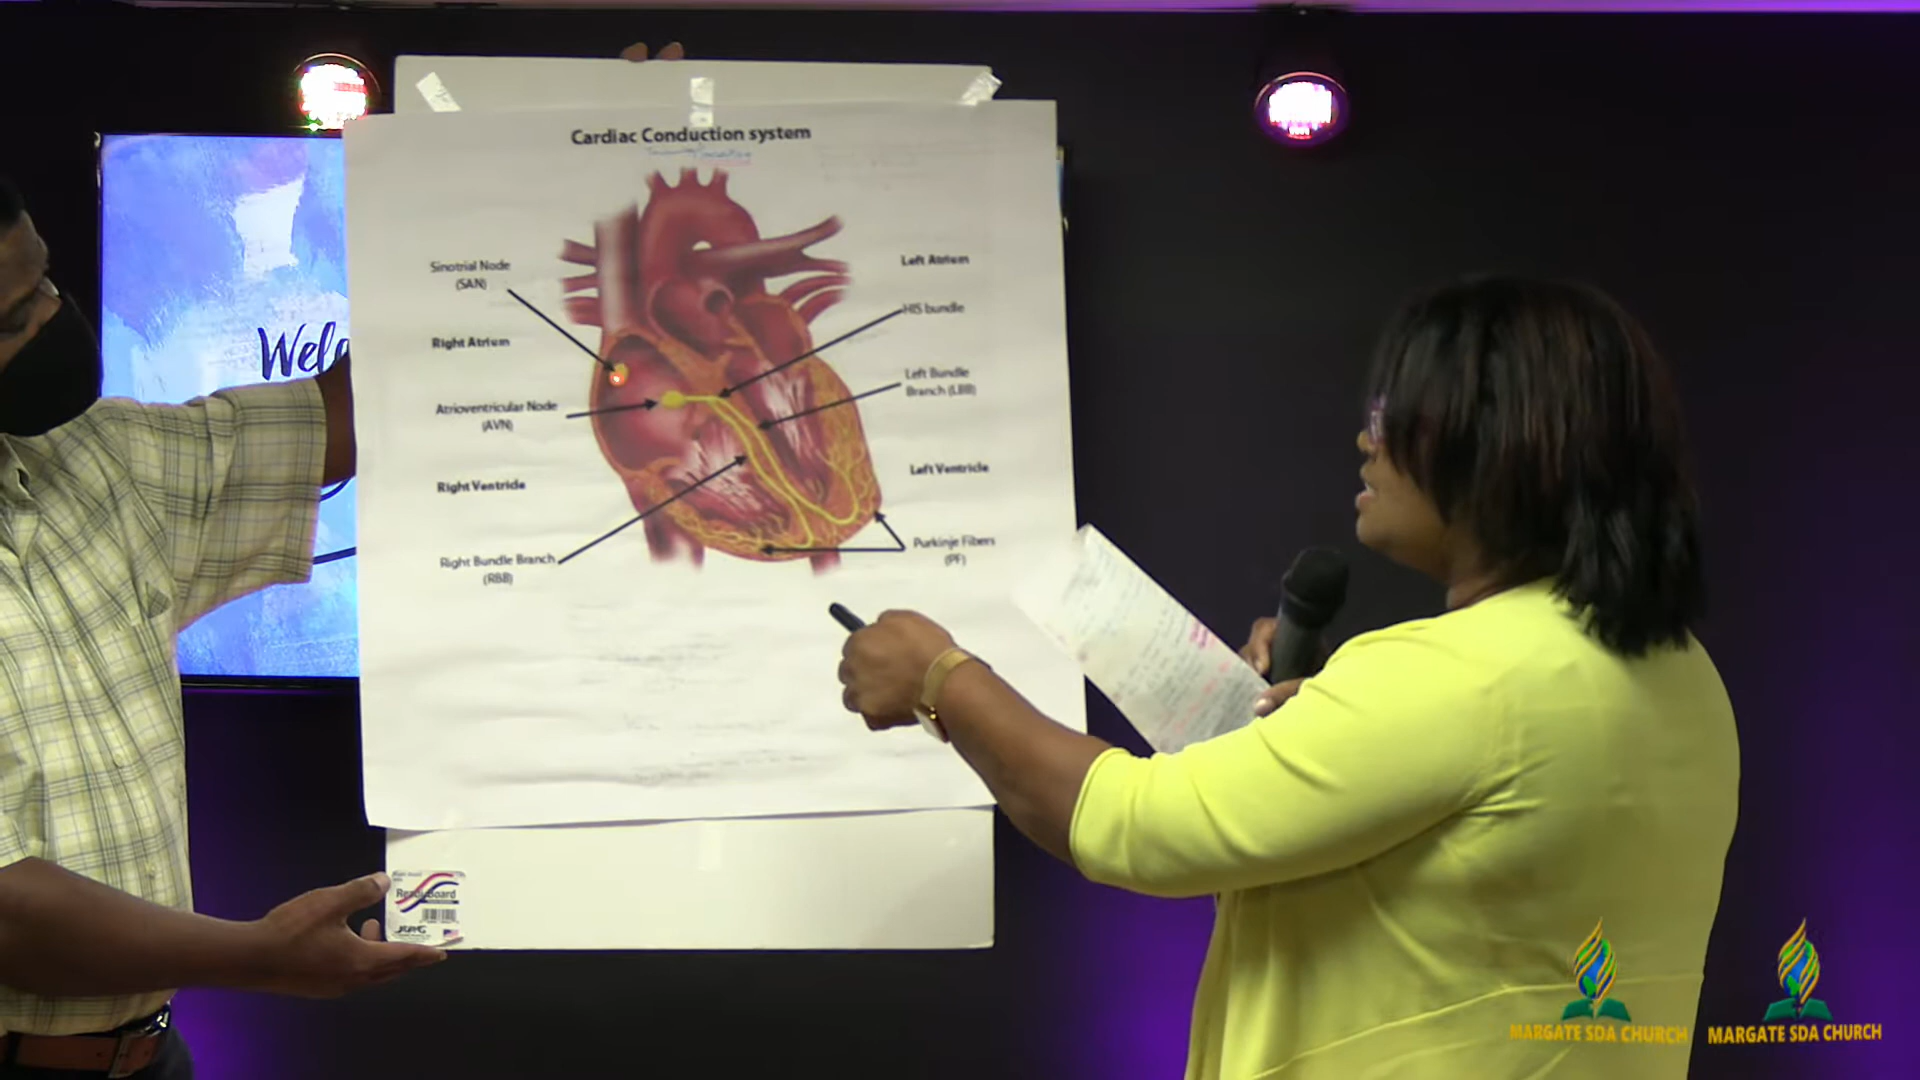 Cardiac Conduction system
Sinotrial Node
(SAN)
Left Atrium
HIS bundle
Right Atrium
Left Bundle
Branch (LBB)
Atrioventricular Node
(AVN)
Left Ventricle
Right Ventricle
Purkinje Fibers
(PF)
Right Bundle Branch
(RBB)
Welc
MARGATE SDA CHURCH
MARGATE SDA CHURCH